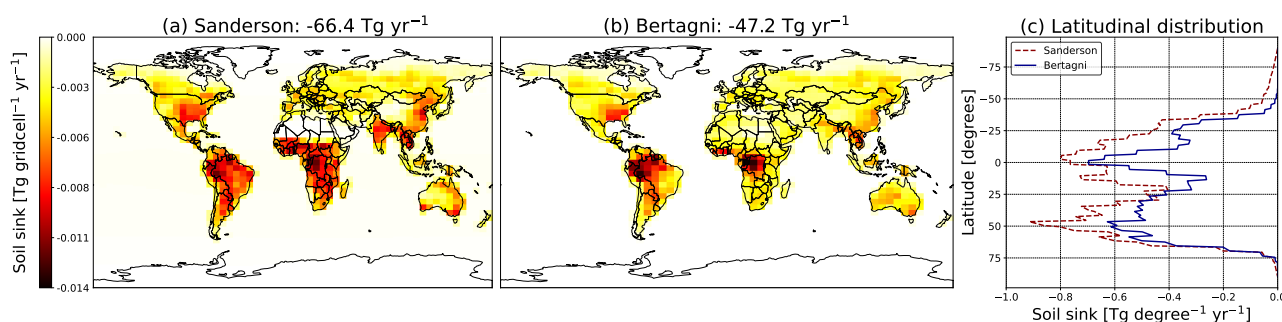 (a) Sanderson: -66.4 Tg yr⁻¹
(b) Bertagni: -47.2 Tg yr⁻¹
(c) Latitudinal distribution
Soil sink [Tg gridcell⁻¹ yr⁻¹]
0.000
−0.003
−0.006
−0.011
−0.014
Sanderson
Bertagni
Latitude [degrees]
−75
−50
−25
0
25
50
75
−1.0
−0.8
−0.6
−0.4
−0.2
0.0
Soil sink [Tg degree⁻¹ yr⁻¹]